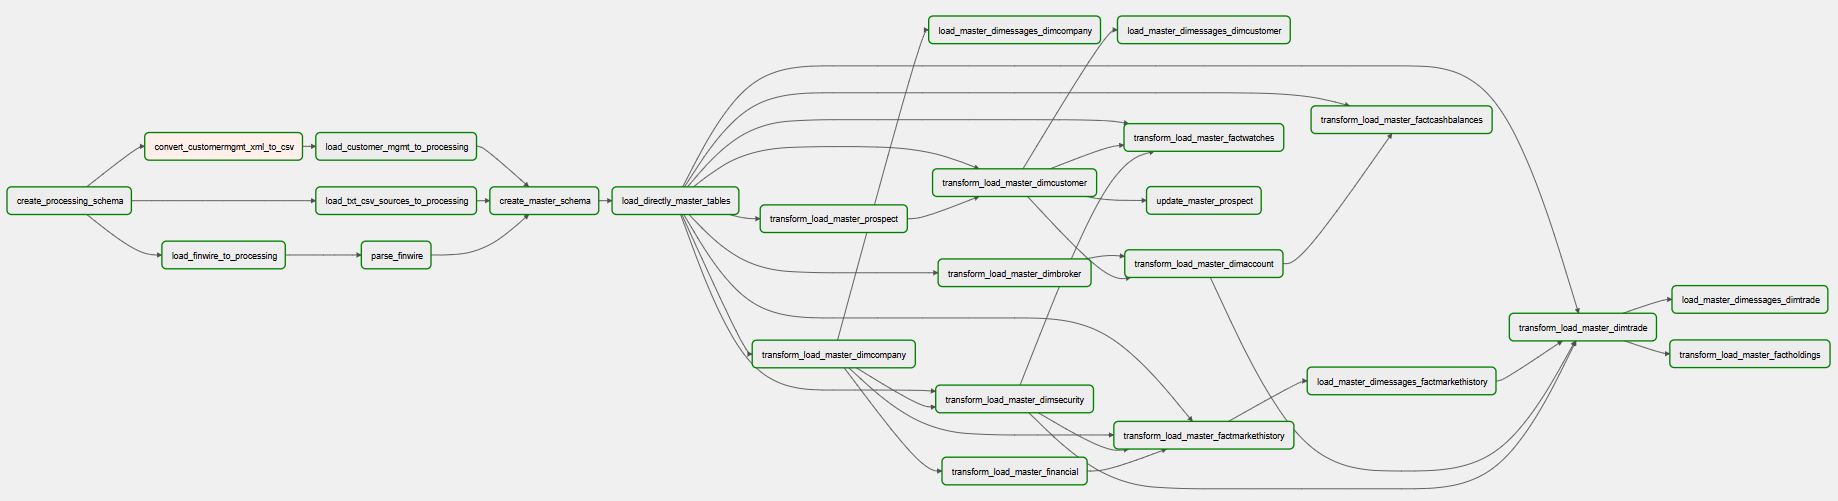 load_master_dimessages_dimcompany
load_master_dimessages_dimcustomer
transform_load_master_factcashbalances
transform_load_master_factwatches
convert_customermgmt_xml_to_csv
load_customer_mgmt_to_processing
transform_load_master_dimcustomer
create_processing_schema
load_txt_csv_sources_to_processing
create_master_schema
load_directly_master_tables
update_master_prospect
transform_load_master_prospect
load_finwire_to_processing
parse_finwire
transform_load_master_dimaccount
transform_load_master_dimbroker
load_master_dimessages_dimtrade
transform_load_master_dimtrade
transform_load_master_dimcompany
transform_load_master_factholdings
load_master_dimessages_factmarkethistory
transform_load_master_dimsecurity
transform_load_master_factmarkethistory
transform_load_master_financial